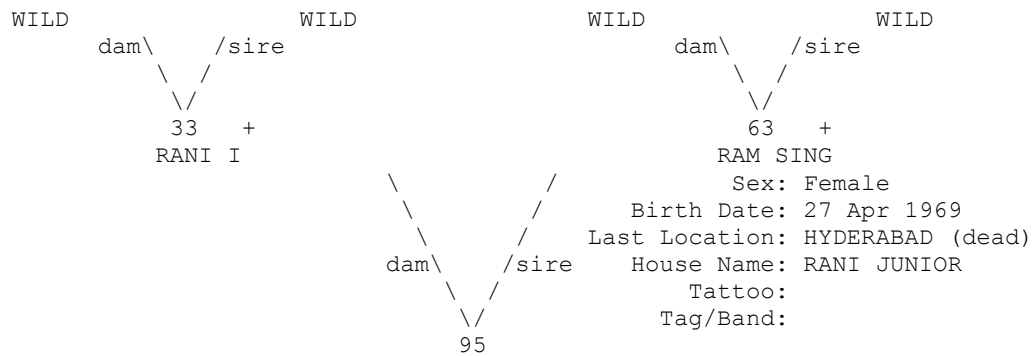 WILD WILD WILD WILD
dam\ /sire dam\ /sire
\ / \ /
\/ \/
33 + 63 +
RANI I RAM SING
\ / Sex: Female
\ / Birth Date: 27 Apr 1969
\ / Last Location: HYDERABAD (dead)
dam\ /sire House Name: RANI JUNIOR
\ / Tattoo:
\/ Tag/Band:
95